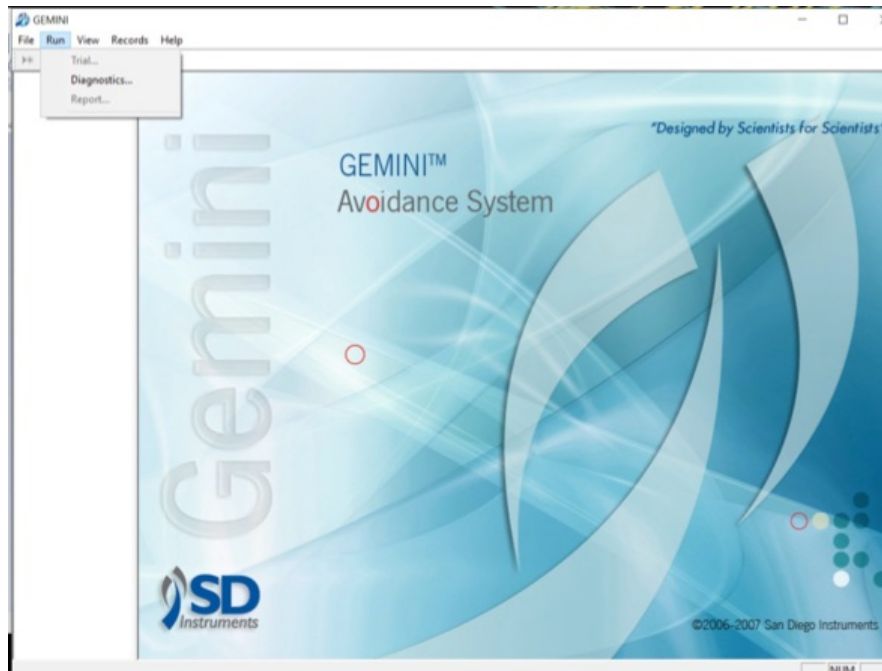 GEMINI
File Run View Records Help
Trial...
Diagnostics...
Report...
"Designed by Scientists for Scientists"
GEMINI™
Avoidance System
Gemini
SD
Instruments
©2006-2007 San Diego Instruments
NUM